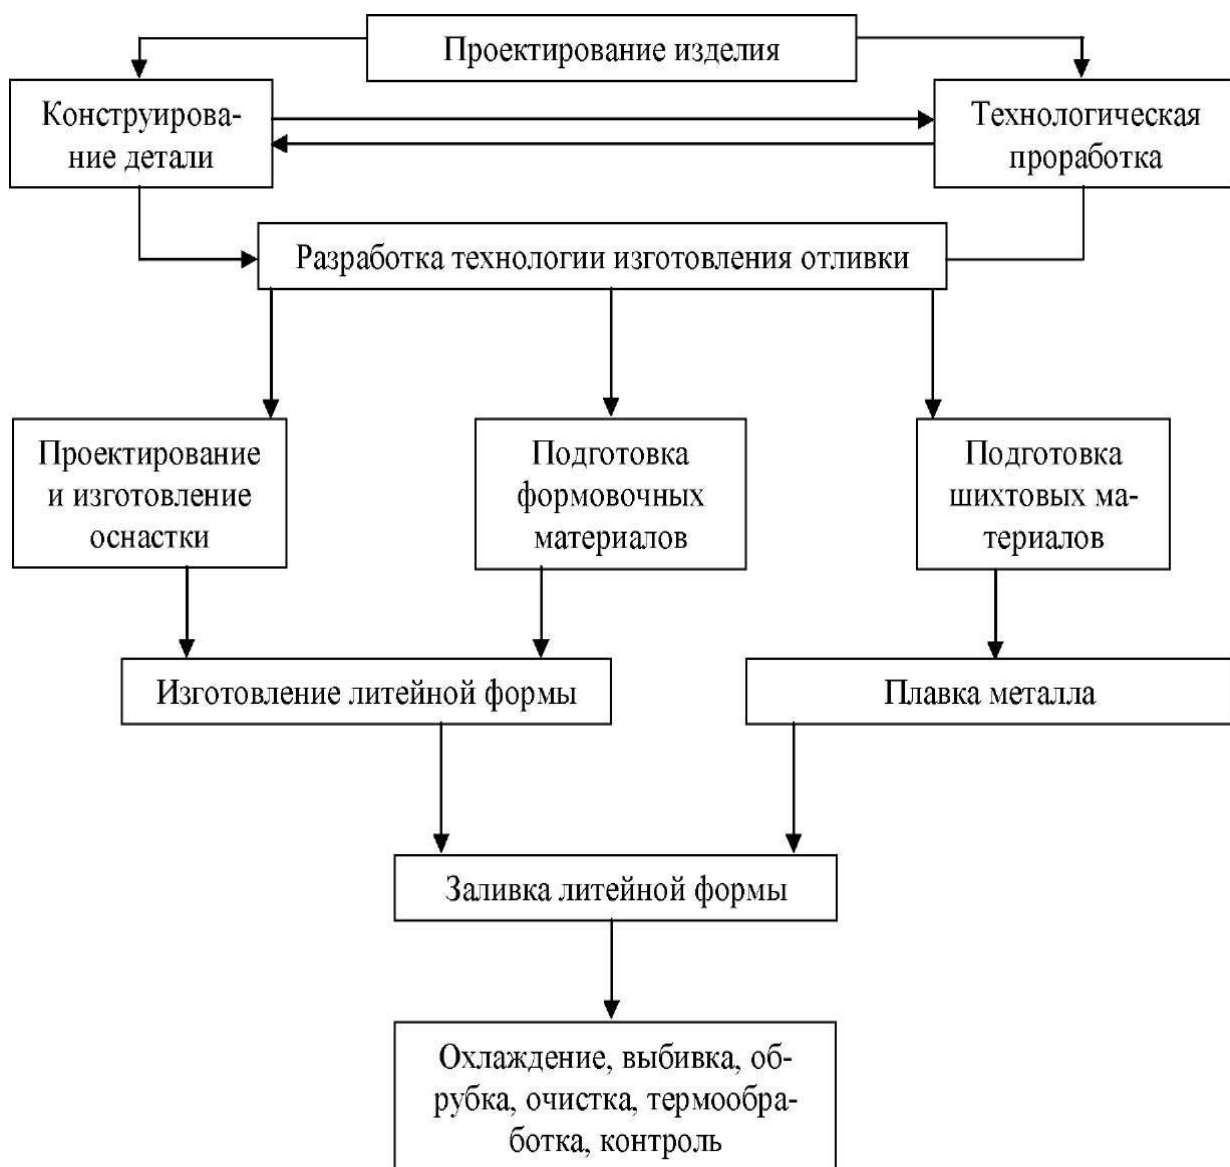 Проектирование изделия
Конструирова-
ние детали
Технологическая
проработка
Разработка технологии изготовления отливки
Проектирование
и изготовление
оснастки
Подготовка
формовочных
материалов
Подготовка
шихтовых ма-
териалов
Изготовление литейной формы
Плавка металла
Заливка литейной формы
Охлаждение, выбивка, об-
рубка, очистка, термообра-
ботка, контроль